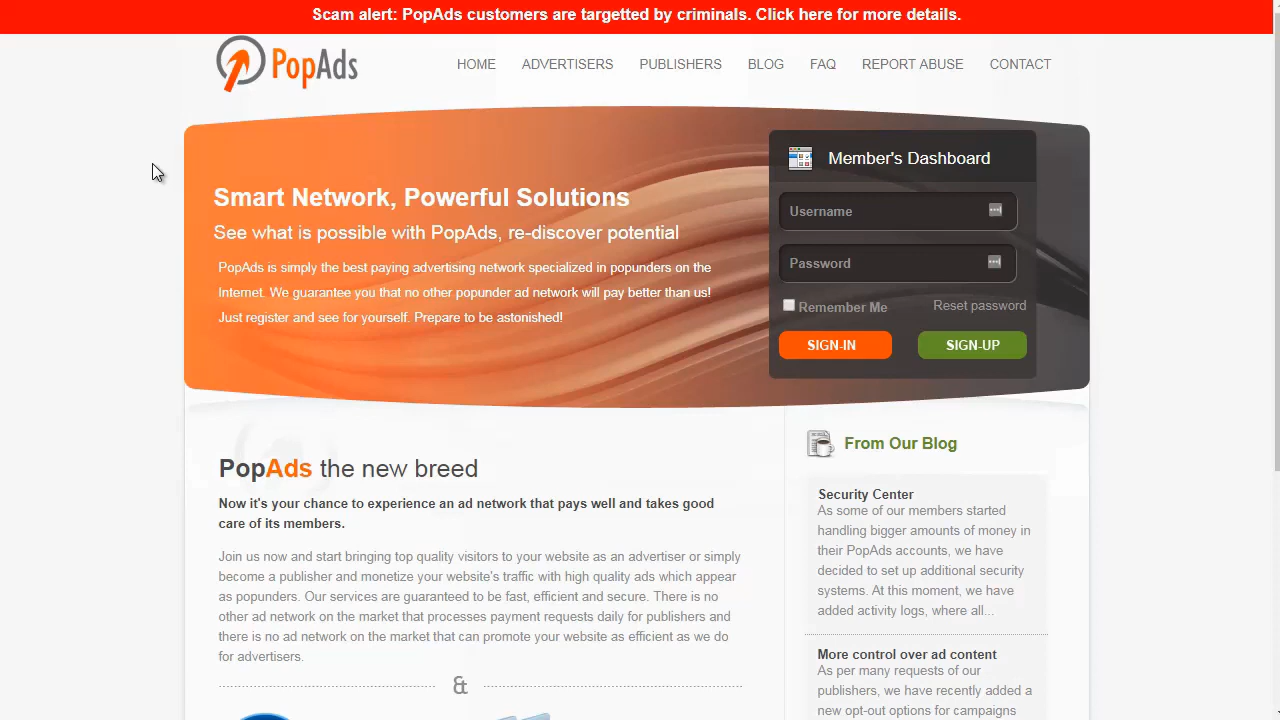 Scam alert: PopAds customers are targetted by criminals. Click here for more details.
PopAds
HOME
ADVERTISERS
PUBLISHERS
BLOG
FAQ
REPORT ABUSE
CONTACT
Smart Network, Powerful Solutions
See what is possible with PopAds, re-discover potential
PopAds is simply the best paying advertising network specialized in popunders on the
Internet. We guarantee you that no other popunder ad network will pay better than us!
Just register and see for yourself. Prepare to be astonished!
Member's Dashboard
Username
Password
Remember Me
Reset password
SIGN-IN
SIGN-UP
PopAds the new breed
Now it's your chance to experience an ad network that pays well and takes good
care of its members.
Join us now and start bringing top quality visitors to your website as an advertiser or simply
become a publisher and monetize your website's traffic with high quality ads which appear
as popunders. Our services are guaranteed to be fast, efficient and secure. There is no
other ad network on the market that processes payment requests daily for publishers and
there is no ad network on the market that can promote your website as efficient as we do
for advertisers.
&
From Our Blog
Security Center
As some of our members started
handling bigger amounts of money in
their PopAds accounts, we have
decided to set up additional security
systems. At this moment, we have
added activity logs, where all...
More control over ad content
As per many requests of our
publishers, we have recently added a
new opt-out options for campaigns